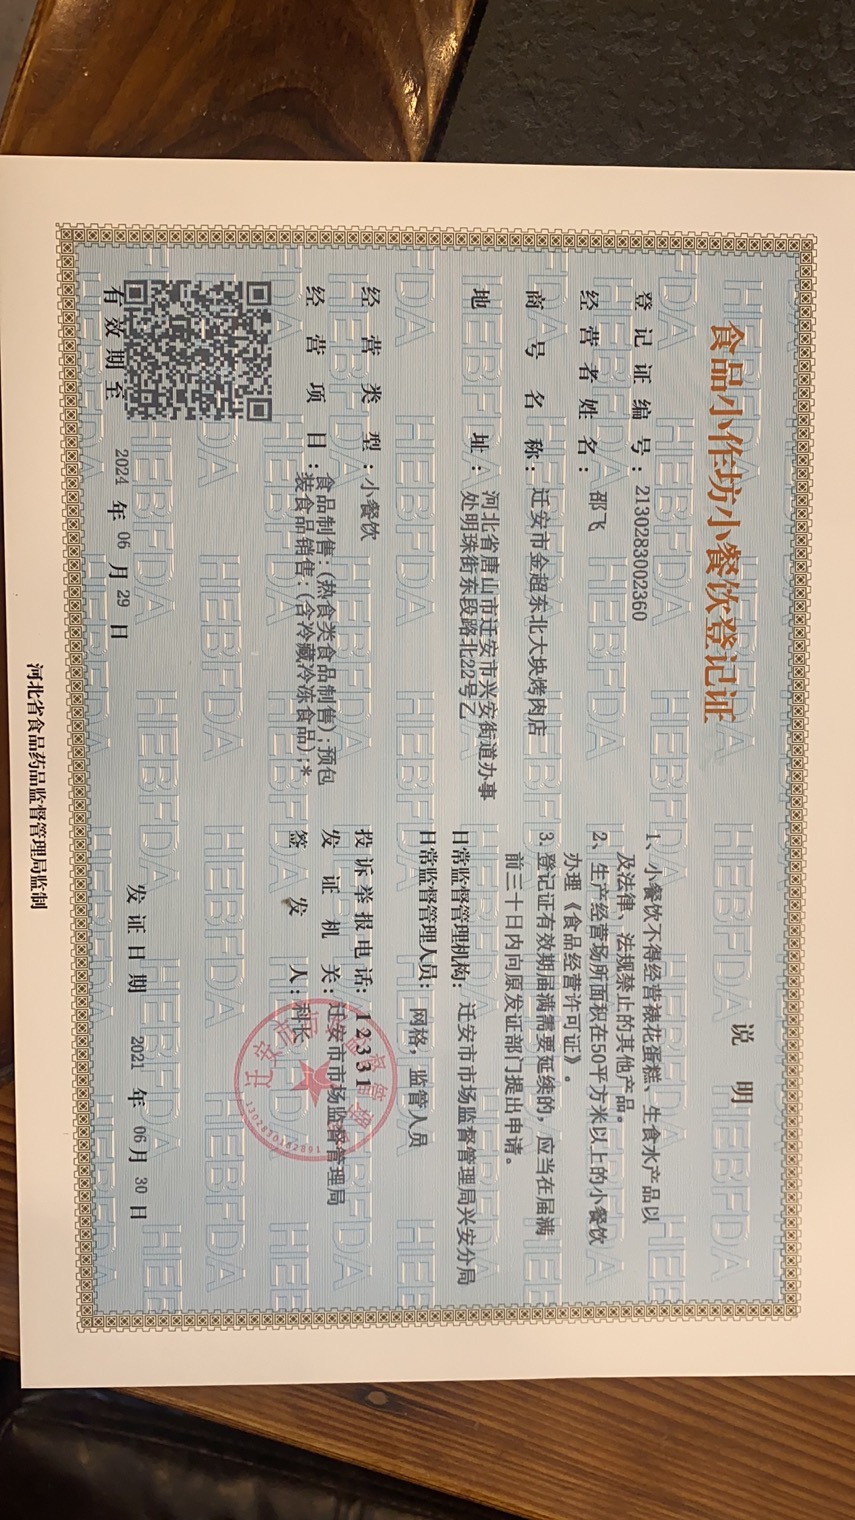 食品小作坊小餐饮登记证
登记证编号：2130283002360
经营者姓名：邵飞
商号名称：迁安市金超东北大块烤肉店
地址：河北省唐山市迁安市兴安街道办事
处明珠街东段路北22号乙
经营类型：小餐饮
经营项目：食品制售：（热食类食品制售）；预包
装食品销售：（含冷藏冷冻食品）；*
有效期至 2024 年 06 月 29 日
说明
1、小餐饮不得经营裱花蛋糕、生食水产品以
及法律、法规禁止的其他产品。
2、生产经营场所面积在50平方米以上的小餐饮
办理《食品经营许可证》。
3、登记证有效期届满需要延续的，应当在届满
前三十日内向原发证部门提出申请。
日常监督管理机构：迁安市市场监督管理局兴安分局
日常监督管理人员：网格，监管人员
投诉举报电话：12331
发证机关：迁安市市场监督管理局
签发人：科长
发证日期 2021 年 06 月 30 日
河北省食品药品监督管理局监制
HEBFDA